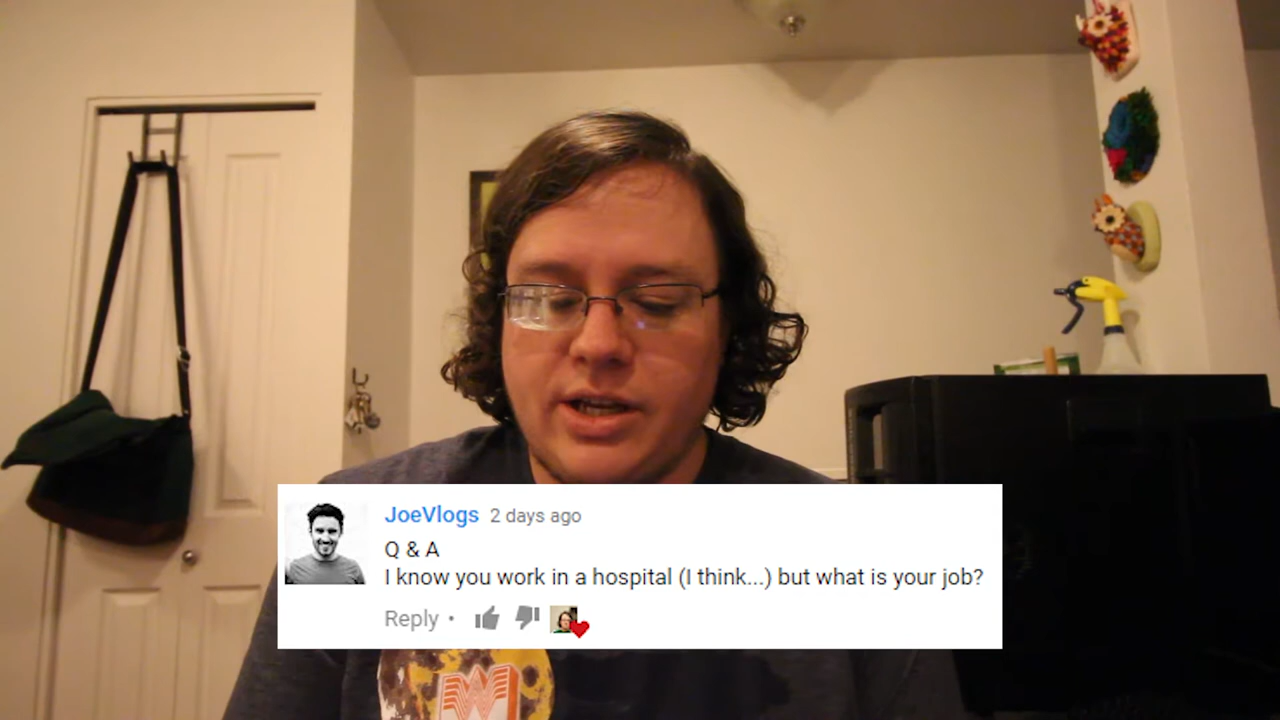 JoeVlogs 2 days ago
Q & A
I know you work in a hospital (I think...) but what is your job?
Reply •
W